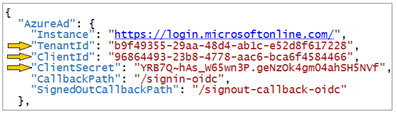 {
"AzureAd": {
"Instance": "https://login.microsoftonline.com/",
"TenantId": "b9f49355-29aa-48d4-ab1c-e52d8f617228",
"ClientId": "96864493-23b8-4778-aac6-bca6f4584466",
"ClientSecret": "YRB7Q~hAs_W65wn3P.geNzOk4gm04ahSH5NVf",
"CallbackPath": "/signin-oidc",
"SignedOutCallbackPath": "/signout-callback-oidc"
},